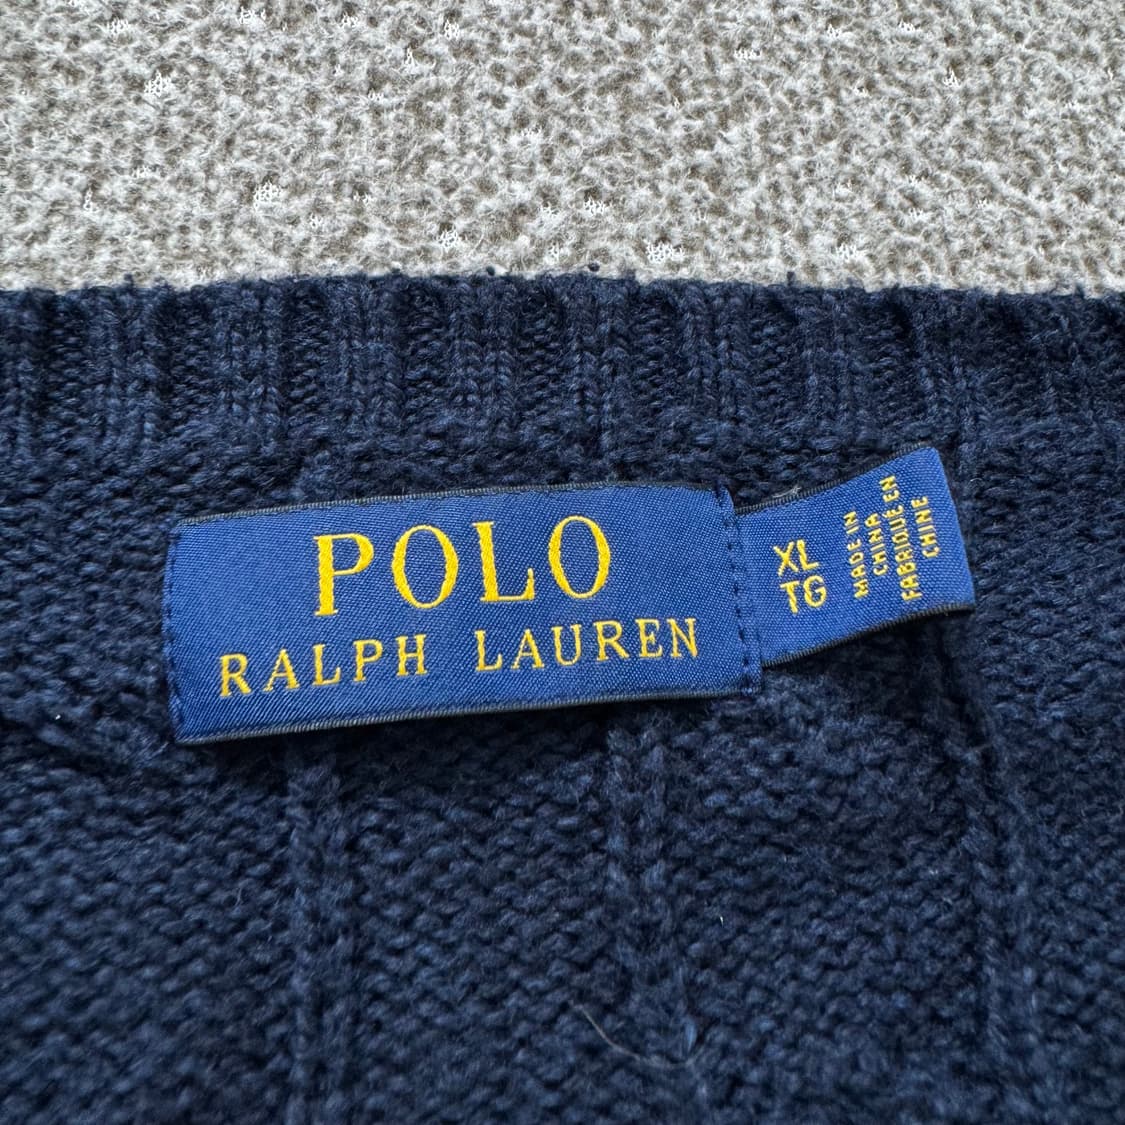 POLO
RALPH LAUREN
XL
TG
MADE IN
CHINA
FABRIQUÉ EN
CHINE